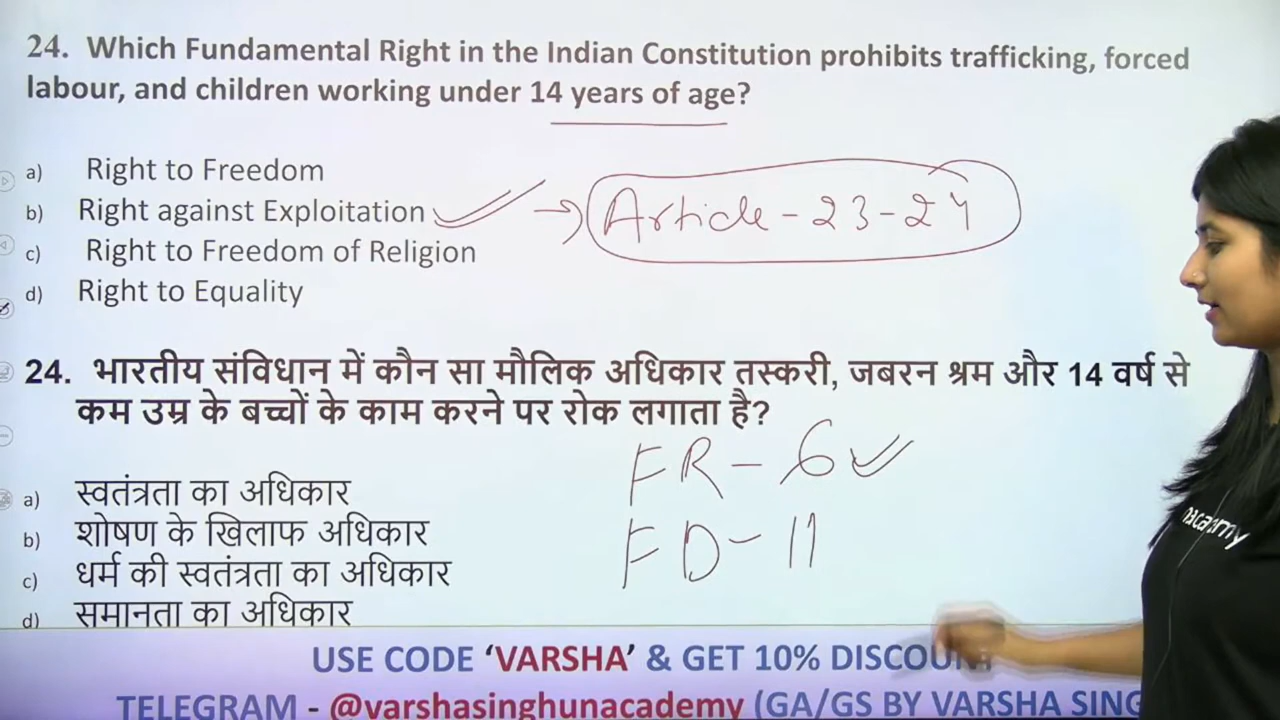 24. Which Fundamental Right in the Indian Constitution prohibits trafficking, forced
labour, and children working under 14 years of age?
a) Right to Freedom
b) Right against Exploitation → Article - 23-24
c) Right to Freedom of Religion
d) Right to Equality
24. भारतीय संविधान में कौन सा मौलिक अधिकार तस्करी, जबरन श्रम और 14 वर्ष से
कम उम्र के बच्चों के काम करने पर रोक लगाता है?
FR - 6
a) स्वतंत्रता का अधिकार
b) शोषण के खिलाफ अधिकार
FD - 11
c) धर्म की स्वतंत्रता का अधिकार
d) समानता का अधिकार
USE CODE 'VARSHA' & GET 10% DISCOUNT
TELEGRAM - @varshasinghunacademy (GA/GS BY VARSHA SING
nacademy